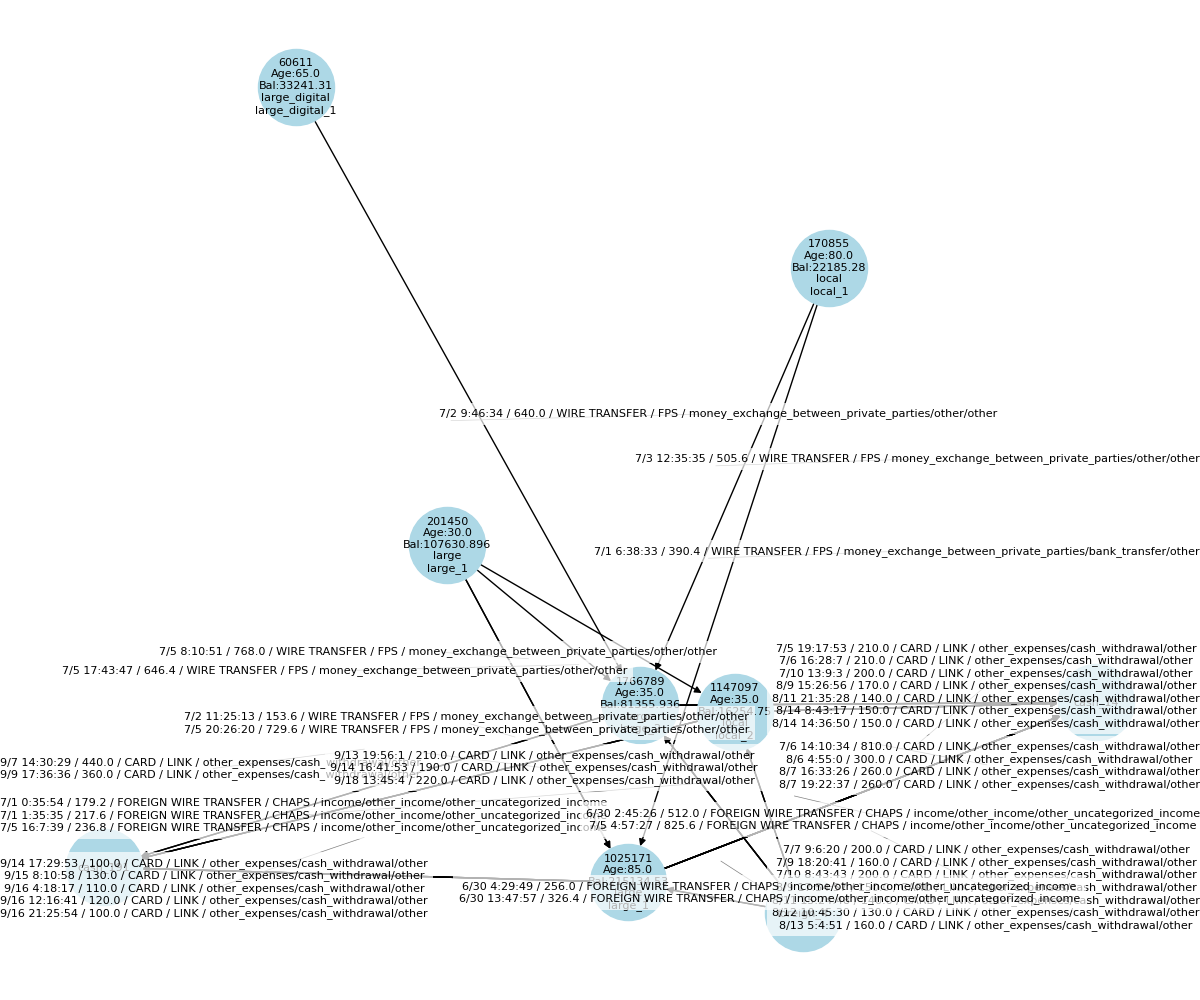 60611
Age:65.0
Bal:33241.31
large_digital
large_digital_1
170855
Age:80.0
Bal:22185.28
local
local_1
7/2 9:46:34 / 640.0 / WIRE TRANSFER / FPS / money_exchange_between_private_parties/other/other
7/3 12:35:35 / 505.6 / WIRE TRANSFER / FPS / money_exchange_between_private_parties/other/other
201450
Age:30.0
Bal:107630.896
large
large_1
7/1 6:38:33 / 390.4 / WIRE TRANSFER / FPS / money_exchange_between_private_parties/bank_transfer/other
7/5 8:10:51 / 768.0 / WIRE TRANSFER / FPS / money_exchange_between_private_parties/other/other
7/5 17:43:47 / 646.4 / WIRE TRANSFER / FPS / money_exchange_between_private_parties/other/other
1766789
Age:35.0
Bal:81355.936
1147097
Age:35.0
local
local_2
7/5 19:17:53 / 210.0 / CARD / LINK / other_expenses/cash_withdrawal/other
7/6 16:28:7 / 210.0 / CARD / LINK / other_expenses/cash_withdrawal/other
7/10 13:9:3 / 200.0 / CARD / LINK / other_expenses/cash_withdrawal/other
8/9 15:26:56 / 170.0 / CARD / LINK / other_expenses/cash_withdrawal/other
8/11 21:35:28 / 140.0 / CARD / LINK / other_expenses/cash_withdrawal/other
8/14 8:43:17 / 150.0 / CARD / LINK / other_expenses/cash_withdrawal/other
8/14 14:36:50 / 150.0 / CARD / LINK / other_expenses/cash_withdrawal/other
7/2 11:25:13 / 153.6 / WIRE TRANSFER / FPS / money_exchange_between_private_parties/other/other
7/5 20:26:20 / 729.6 / WIRE TRANSFER / FPS / money_exchange_between_private_parties/other/other
7/6 14:10:34 / 810.0 / CARD / LINK / other_expenses/cash_withdrawal/other
8/6 4:55:0 / 300.0 / CARD / LINK / other_expenses/cash_withdrawal/other
8/7 16:33:26 / 260.0 / CARD / LINK / other_expenses/cash_withdrawal/other
8/7 19:22:37 / 260.0 / CARD / LINK / other_expenses/cash_withdrawal/other
9/13 19:56:1 / 210.0 / CARD / LINK / other_expenses/cash_withdrawal/other
9/14 16:41:53 / 190.0 / CARD / LINK / other_expenses/cash_withdrawal/other
9/18 13:45:4 / 220.0 / CARD / LINK / other_expenses/cash_withdrawal/other
9/7 14:30:29 / 440.0 / CARD / LINK / other_expenses/cash_
9/9 17:36:36 / 360.0 / CARD / LINK / other_expenses/cash_
7/1 0:35:54 / 179.2 / FOREIGN WIRE TRANSFER / CHAPS / income/other_income/other_uncategorized_income
7/1 1:35:35 / 217.6 / FOREIGN WIRE TRANSFER / CHAPS / income/other_income/other_uncategorized_
7/5 16:7:39 / 236.8 / FOREIGN WIRE TRANSFER / CHAPS / income/other_income/other_uncategorized_
6/30 2:45:26 / 512.0 / FOREIGN WIRE TRANSFER / CHAPS / income/other_income/other_uncategorized_income
7/5 4:57:27 / 825.6 / FOREIGN WIRE TRANSFER / CHAPS / income/other_income/other_uncategorized_income
7/7 9:6:20 / 200.0 / CARD / LINK / other_expenses/cash_withdrawal/other
7/9 18:20:41 / 160.0 / CARD / LINK / other_expenses/cash_withdrawal/other
7/10 8:43:43 / 200.0 / CARD / LINK / other_expenses/cash_withdrawal/other
8/12 10:45:30 / 130.0 / CARD / LINK / other_expenses/cash_withdrawal/other
8/13 5:4:51 / 160.0 / CARD / LINK / other_expenses/cash_withdrawal/other
9/14 17:29:53 / 100.0 / CARD / LINK / other_expenses/cash_withdrawal/other
9/15 8:10:58 / 130.0 / CARD / LINK / other_expenses/cash_withdrawal/other
9/16 4:18:17 / 110.0 / CARD / LINK / other_expenses/cash_withdrawal/other
9/16 12:16:41 / 120.0 / CARD / LINK / other_expenses/cash_withdrawal/other
9/16 21:25:54 / 100.0 / CARD / LINK / other_expenses/cash_withdrawal/other
1025171
Age:85.0
6/30 4:29:49 / 256.0 / FOREIGN WIRE TRANSFER / CHAPS / income/other_income/other_uncategorized_income
6/30 13:47:57 / 326.4 / FOREIGN WIRE TRANSFER / CHAPS / income/other_income/other_uncategorized_income
large_1